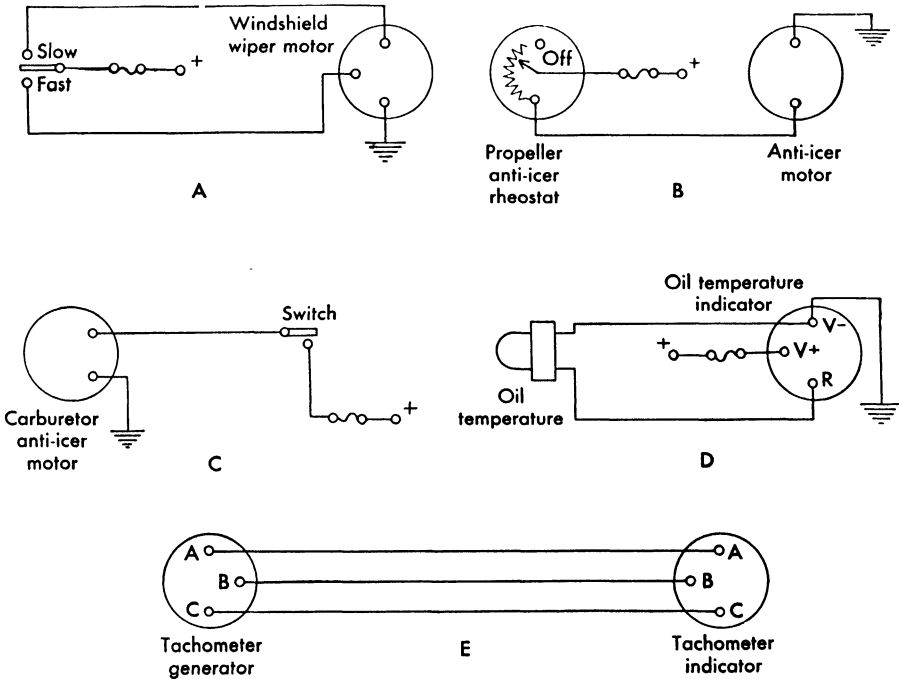 Windshield
wiper motor
Slow
Fast
+
A
Off
+
Propeller
anti-icer
rheostat
Anti-icer
motor
B
Switch
+
Carburetor
anti-icer
motor
C
Oil temperature
indicator
V-
+
V+
R
Oil
temperature
D
A
B
C
A
B
C
Tachometer
generator
E
Tachometer
indicator